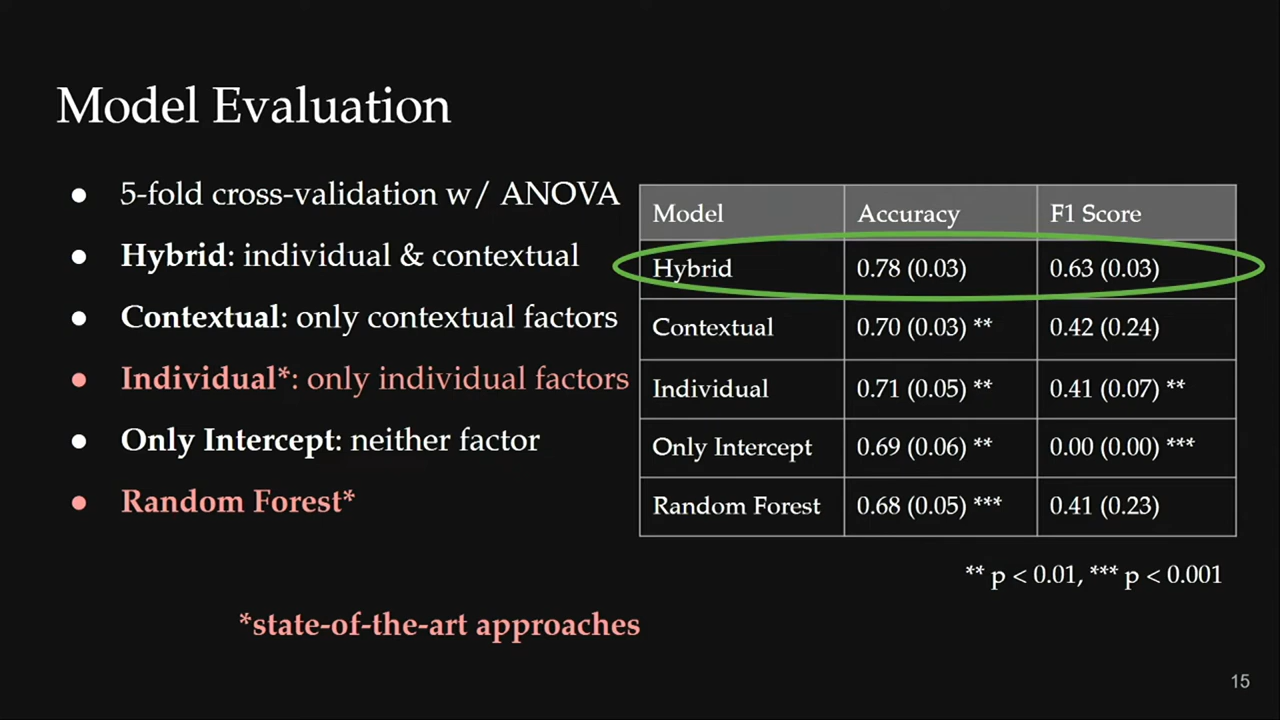 Model Evaluation
● 5-fold cross-validation w/ ANOVA
● Hybrid: individual & contextual
● Contextual: only contextual factors
● Individual*: only individual factors
● Only Intercept: neither factor
● Random Forest*
*state-of-the-art approaches
Model Accuracy F1 Score
Hybrid 0.78 (0.03) 0.63 (0.03)
Contextual 0.70 (0.03) ** 0.42 (0.24)
Individual 0.71 (0.05) ** 0.41 (0.07) **
Only Intercept 0.69 (0.06) ** 0.00 (0.00) ***
Random Forest 0.68 (0.05) *** 0.41 (0.23)
** p < 0.01, *** p < 0.001
15